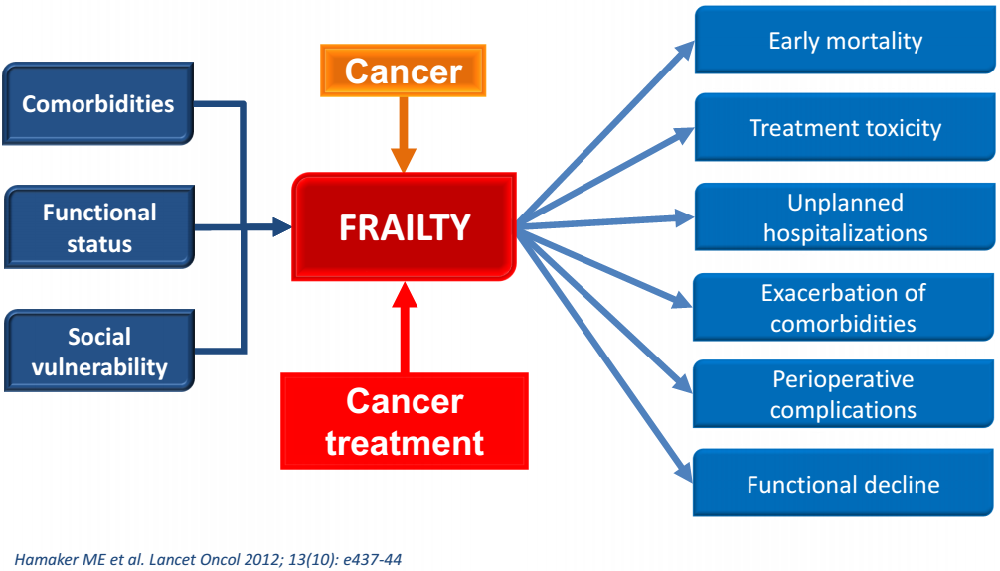 Comorbidities
Functional
status
Social
vulnerability
Cancer
FRAILTY
Cancer
treatment
Early mortality
Treatment toxicity
Unplanned
hospitalizations
Exacerbation of
comorbidities
Perioperative
complications
Functional decline
Hamaker ME et al. Lancet Oncol 2012; 13(10): e437-44